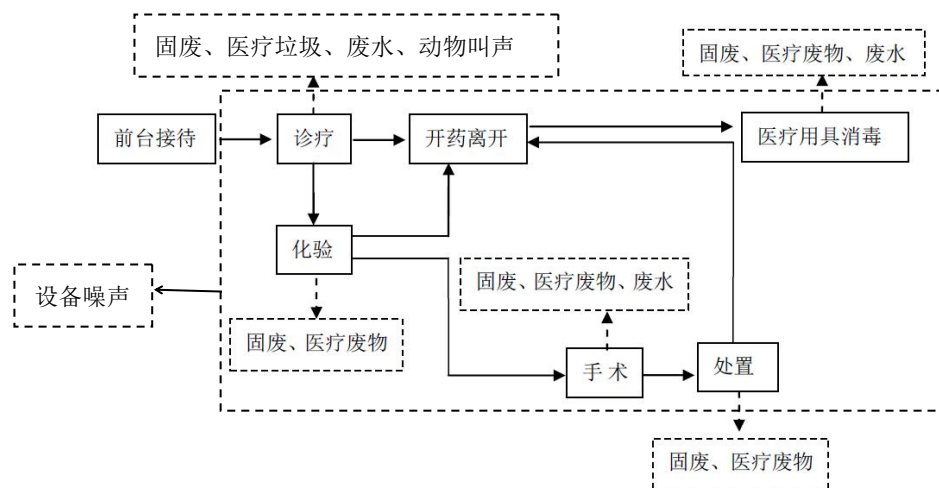 固废、医疗垃圾、废水、动物叫声
固废、医疗废物、废水
前台接待
诊疗
开药离开
医疗用具消毒
化验
固废、医疗废物、废水
设备噪声
固废、医疗废物
手 术
处置
固废、医疗废物